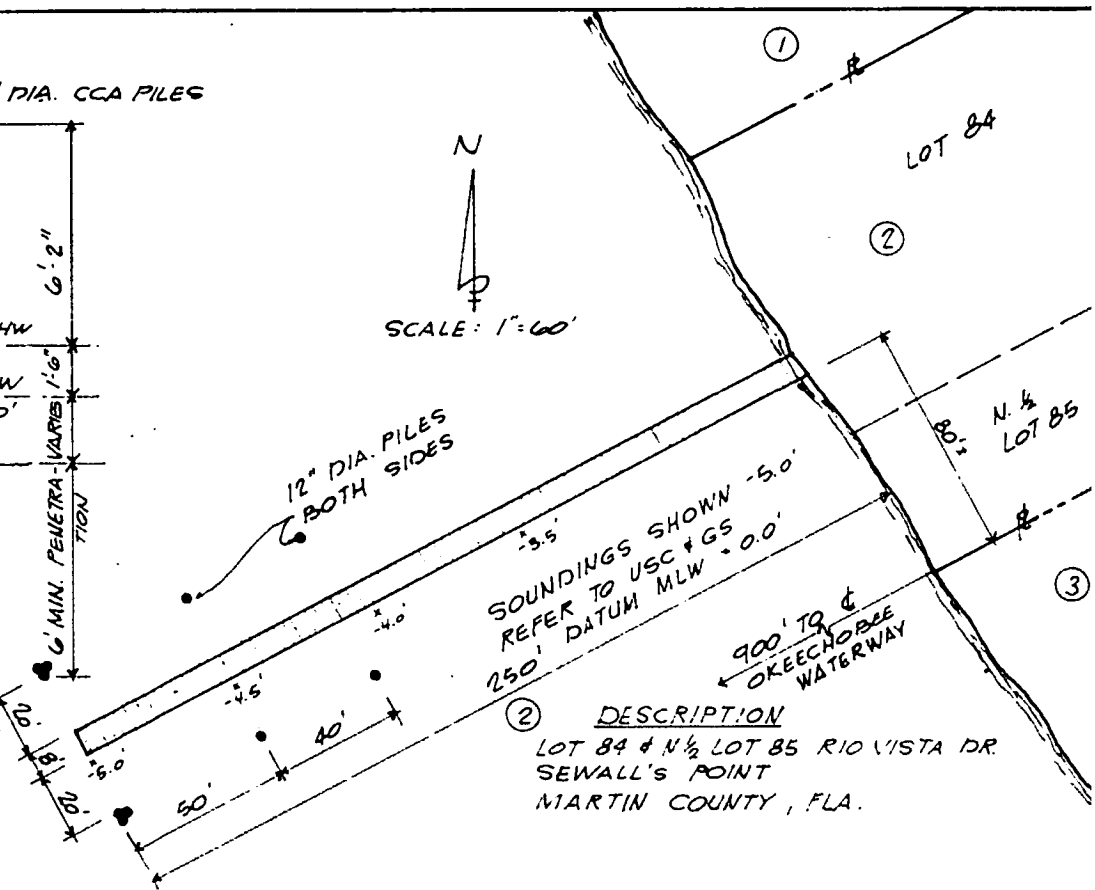 DIA. CCA PILES
6'-2"
1'-6"
VARIES
6' MIN. PENETRA-
TION
N
SCALE: 1"=60'
1
LOT 84
2
N. ½
LOT 85
80'±
3
12" DIA. PILES
BOTH SIDES
-3.5'
-4.0'
-4.5'
-5.0'
SOUNDINGS SHOWN -5.0'
REFER TO USC & GS
DATUM MLW = 0.0'
250'
900' TO ℄
OKEECHOBEE
WATERWAY
20'
8'
20'
50'
40'
2
DESCRIPTION
LOT 84 & N½ LOT 85 RIO VISTA DR.
SEWALL'S POINT
MARTIN COUNTY, FLA.